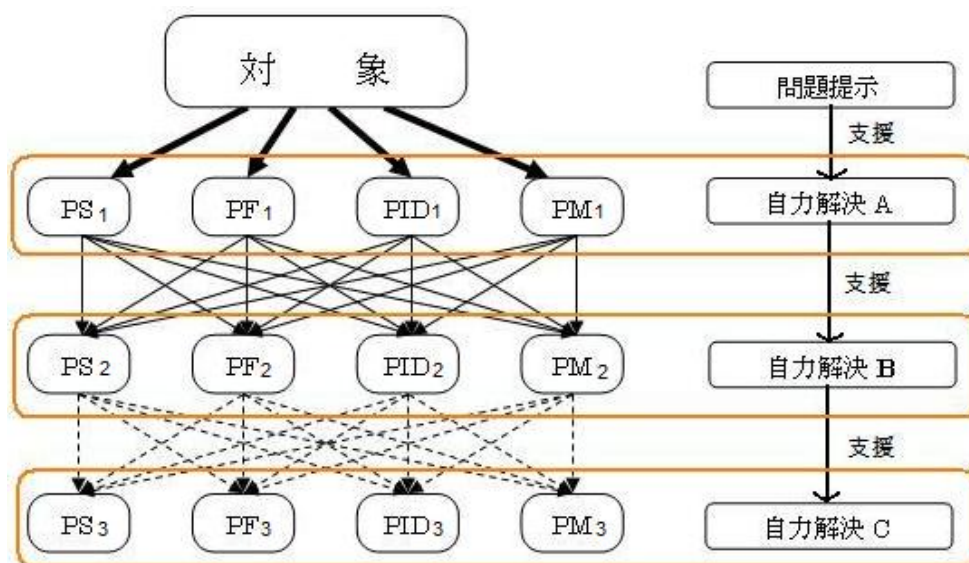 対 象
問題提示
支援
PS1 PF1 PID1 PM1 自力解決 A
支援
PS2 PF2 PID2 PM2 自力解決 B
支援
PS3 PF3 PID3 PM3 自力解決 C